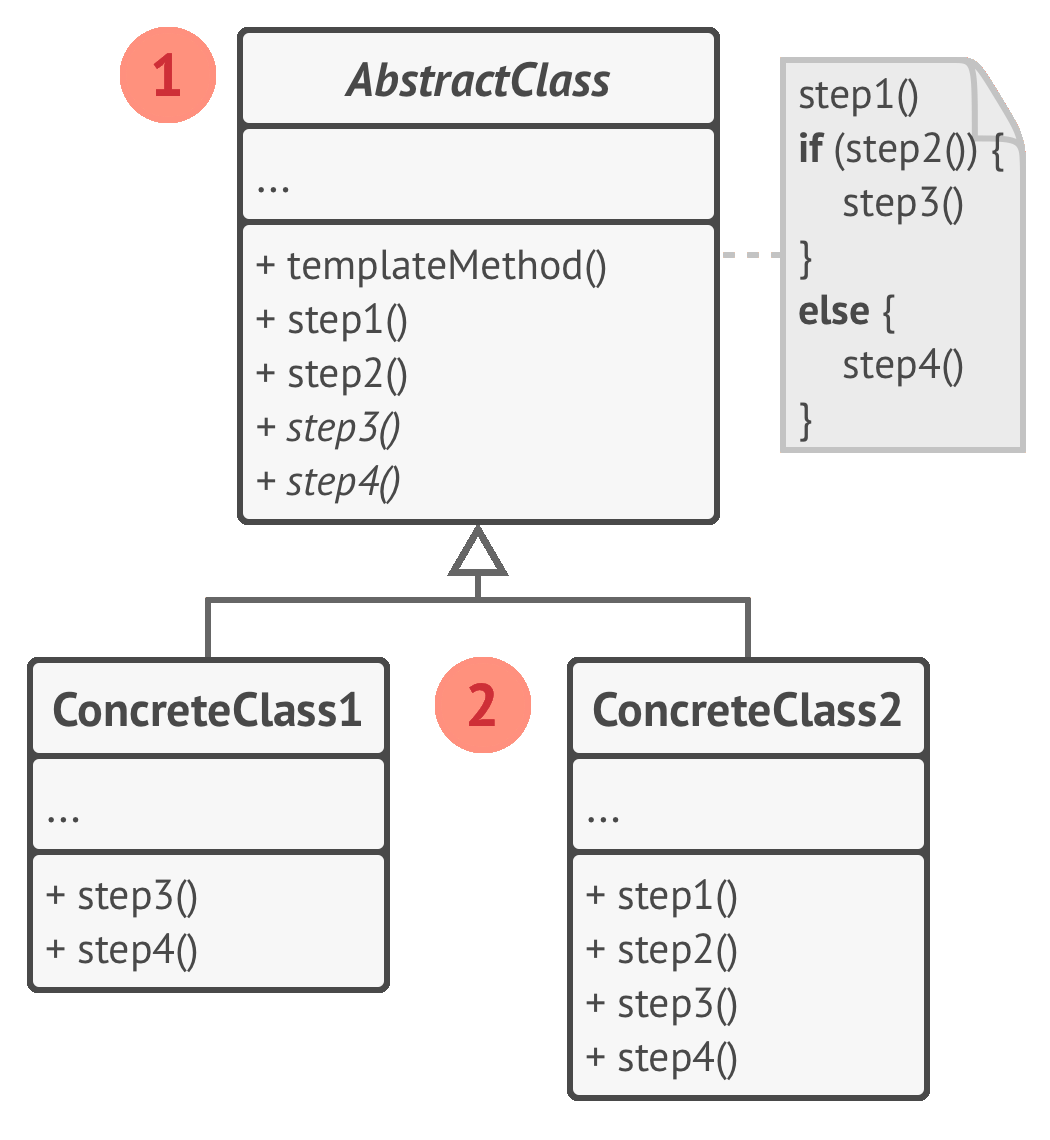 1
AbstractClass
...
+ templateMethod()
+ step1()
+ step2()
+ step3()
+ step4()
step1()
if (step2()) {
step3()
}
else {
step4()
}
ConcreteClass1
...
+ step3()
+ step4()
2
ConcreteClass2
...
+ step1()
+ step2()
+ step3()
+ step4()